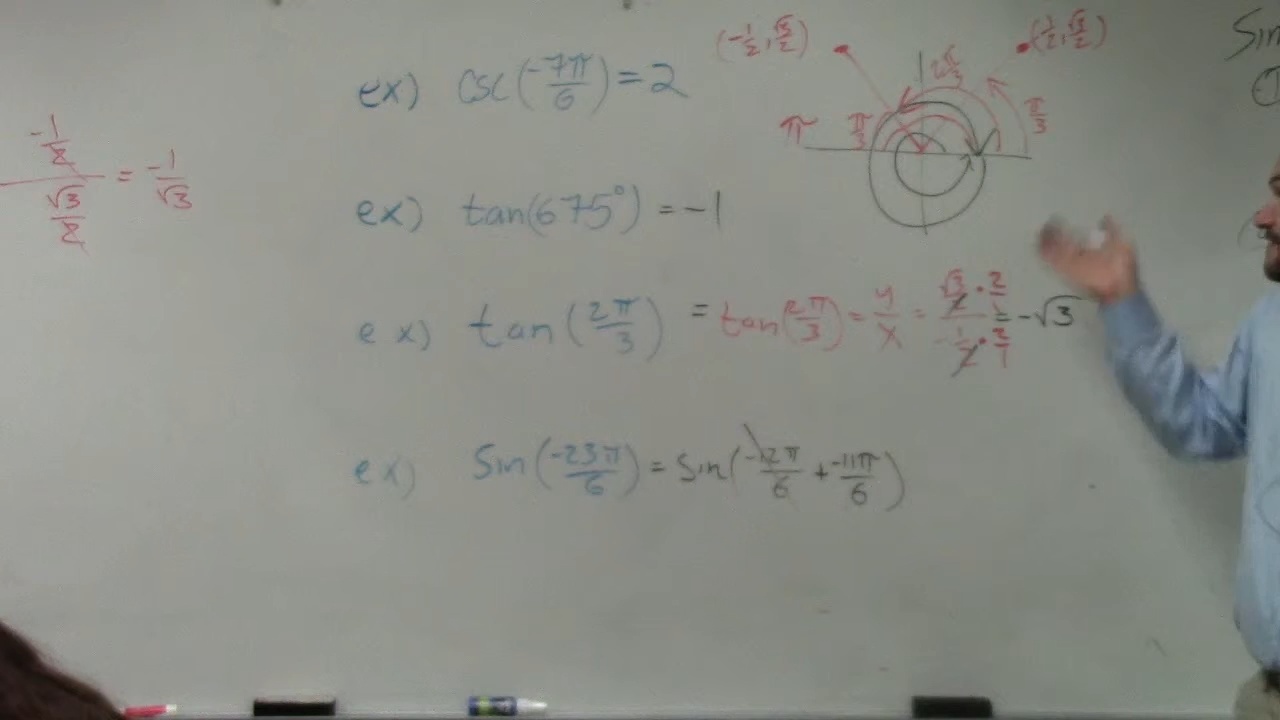 (-1/2, √3/2)
(1/2, √3/2)
Sin
ex) csc(-7π/6) = 2
2π/3
π
π/3
π/3
(-1/2)/(√3/2) = -1/√3
ex) tan(675°) = -1
ex) tan(2π/3) = tan(2π/3) = y/x = (√3/2 · 2/1)/(-1/2 · 2/1) = -√3
ex) Sin(-23π/6) = Sin(-12π/6 + -11π/6)